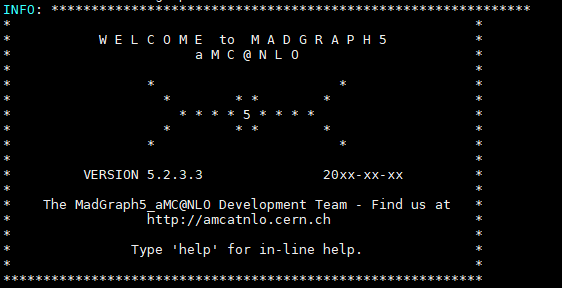 INFO: ************************************************************
* *
* W E L C O M E to M A D G R A P H 5 *
* a M C @ N L O *
* *
* * * *
* * * * * *
* * * * * 5 * * * * *
* * * * * *
* * * *
* *
* VERSION 5.2.3.3 20xx-xx-xx *
* *
* The MadGraph5_aMC@NLO Development Team - Find us at *
* http://amcatnlo.cern.ch *
* *
* Type 'help' for in-line help. *
* *
************************************************************